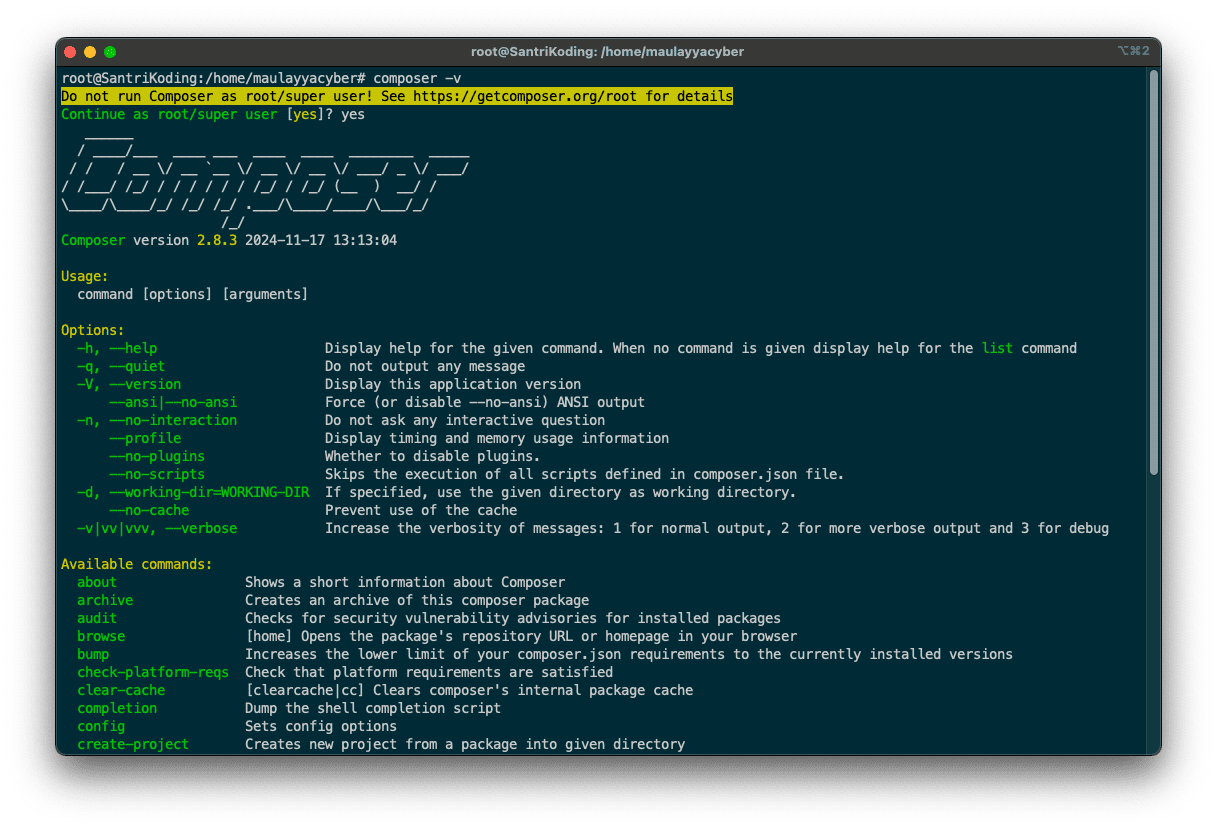 root@SantriKoding: /home/maulayyacyber
⌥⌘2
root@SantriKoding:/home/maulayyacyber# composer -v
Do not run Composer as root/super user! See https://getcomposer.org/root for details
Continue as root/super user [yes]? yes
Composer
Composer version 2.8.3 2024-11-17 13:13:04
Usage:
command [options] [arguments]
Options:
-h, --help Display help for the given command. When no command is given display help for the list command
-q, --quiet Do not output any message
-V, --version Display this application version
--ansi|--no-ansi Force (or disable --no-ansi) ANSI output
-n, --no-interaction Do not ask any interactive question
--profile Display timing and memory usage information
--no-plugins Whether to disable plugins.
--no-scripts Skips the execution of all scripts defined in composer.json file.
-d, --working-dir=WORKING-DIR If specified, use the given directory as working directory.
--no-cache Prevent use of the cache
-v|vv|vvv, --verbose Increase the verbosity of messages: 1 for normal output, 2 for more verbose output and 3 for debug
Available commands:
about Shows a short information about Composer
archive Creates an archive of this composer package
audit Checks for security vulnerability advisories for installed packages
browse [home] Opens the package's repository URL or homepage in your browser
bump Increases the lower limit of your composer.json requirements to the currently installed versions
check-platform-reqs Check that platform requirements are satisfied
clear-cache [clearcache|cc] Clears composer's internal package cache
completion Dump the shell completion script
config Sets config options
create-project Creates new project from a package into given directory